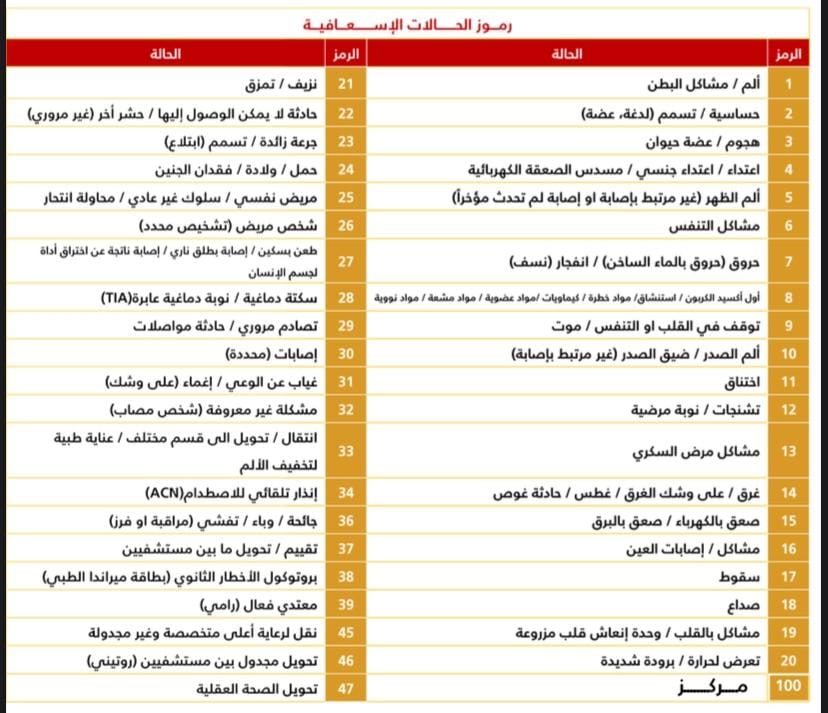 رمـوز الحـــالات الإســـعـافيـة
الرمز الحالة الرمز الحالة
1 ألم / مشاكل البطن 21 نزيف / تمزق
2 حساسية / تسمم (لدغة، عضة) 22 حادثة لا يمكن الوصول إليها / حشر أخر (غير مروري)
3 هجوم / عضة حيوان 23 جرعة زائدة / تسمم (ابتلاع)
4 اعتداء / اعتداء جنسي / مسدس الصعقة الكهربائية 24 حمل / ولادة / فقدان الجنين
5 ألم الظهر (غير مرتبط بإصابة او إصابة لم تحدث مؤخراً) 25 مريض نفسي / سلوك غير عادي / محاولة انتحار
6 مشاكل التنفس 26 شخص مريض (تشخيص محدد)
7 حروق (حروق بالماء الساخن) / انفجار (نسف) 27 طعن بسكين / إصابة بطلق ناري / إصابة ناتجة عن اختراق أداة
لجسم الإنسان
8 أول أكسيد الكربون / استنشاق/ مواد خطرة / كيماويات /مواد عضوية / مواد مشعة / مواد نووية 28 سكتة دماغية / نوبة دماغية عابرة(TIA)
9 توقف في القلب او التنفس / موت 29 تصادم مروري / حادثة مواصلات
10 ألم الصدر / ضيق الصدر (غير مرتبط بإصابة) 30 إصابات (محددة)
11 اختناق 31 غياب عن الوعي / إغماء (على وشك)
12 تشنجات / نوبة مرضية 32 مشكلة غير معروفة (شخص مصاب)
13 مشاكل مرض السكري 33 انتقال / تحويل الى قسم مختلف / عناية طبية
لتخفيف الألم
14 غرق / على وشك الغرق / غطس / حادثة غوص 34 إنذار تلقائي للاصطدام(ACN)
15 صعق بالكهرباء / صعق بالبرق 36 جائحة / وباء / تفشي (مراقبة او فرز)
16 مشاكل / إصابات العين 37 تقييم / تحويل ما بين مستشفيين
17 سقوط 38 بروتوكول الأخطار الثانوي (بطاقة ميراندا الطبي)
18 صداع 39 معتدي فعال (رامي)
19 مشاكل بالقلب / وحدة إنعاش قلب مزروعة 45 نقل لرعاية أعلى متخصصة وغير مجدولة
20 تعرض لحرارة / برودة شديدة 46 تحويل مجدول بين مستشفيين (روتيني)
100 مـركـــز 47 تحويل الصحة العقلية